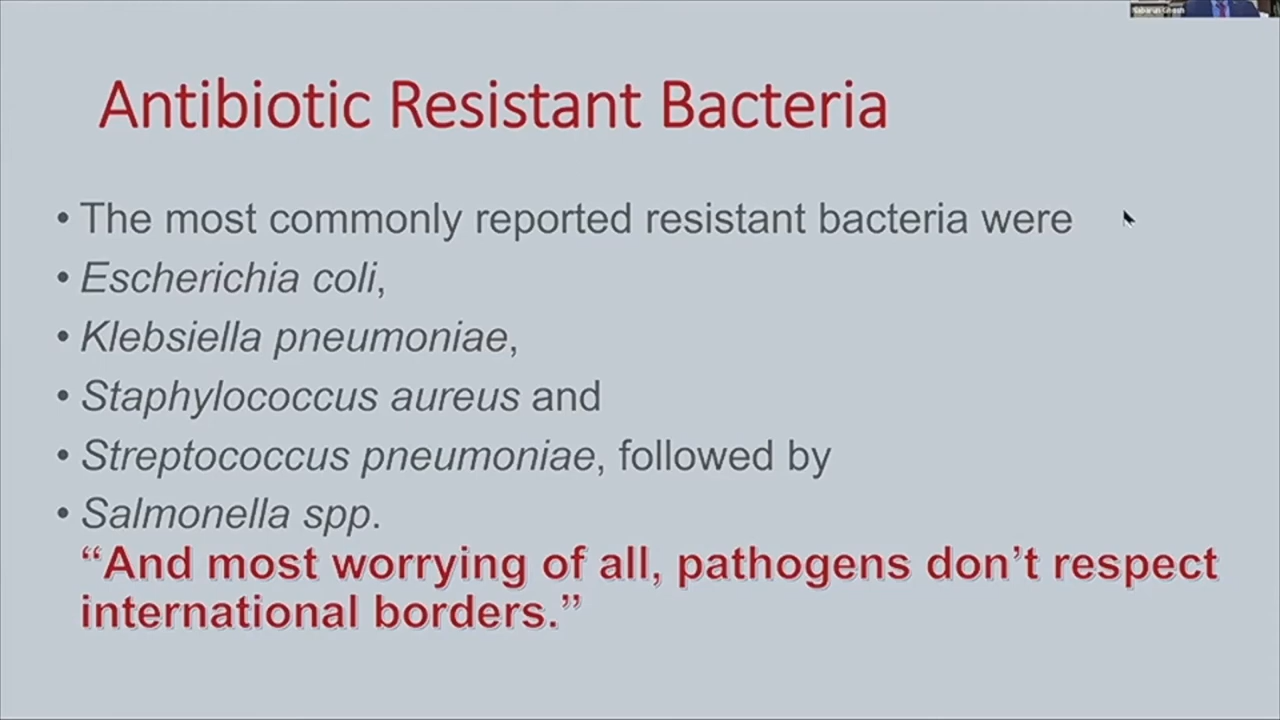 Antibiotic Resistant Bacteria
• The most commonly reported resistant bacteria were
• Escherichia coli,
• Klebsiella pneumoniae,
• Staphylococcus aureus and
• Streptococcus pneumoniae, followed by
• Salmonella spp.
“And most worrying of all, pathogens don’t respect
international borders.”